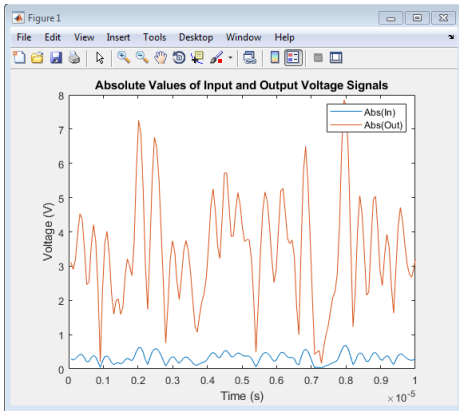 Figure 1
File Edit View Insert Tools Desktop Window Help
Absolute Values of Input and Output Voltage Signals
Abs(In)
Abs(Out)
Voltage (V)
8
7
6
5
4
3
2
1
0
0 0.1 0.2 0.3 0.4 0.5 0.6 0.7 0.8 0.9 1
Time (s)
×10⁻⁵